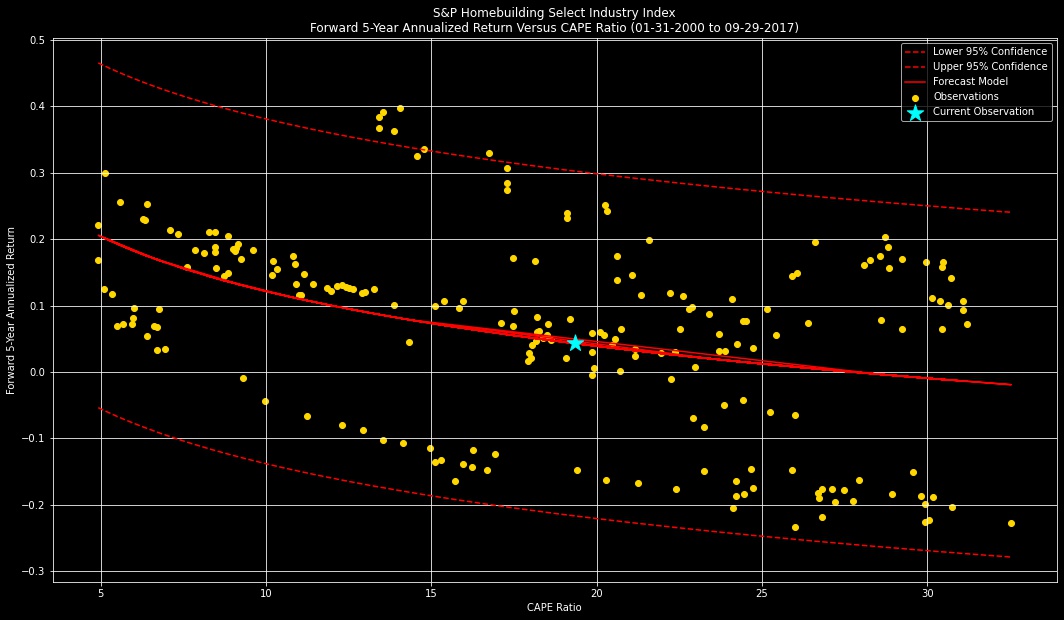 S&P Homebuilding Select Industry Index
Forward 5-Year Annualized Return Versus CAPE Ratio (01-31-2000 to 09-29-2017)
Lower 95% Confidence
Upper 95% Confidence
Forecast Model
Observations
Current Observation
Forward 5-Year Annualized Return
0.5
0.4
0.3
0.2
0.1
0.0
−0.1
−0.2
−0.3
5 10 15 20 25 30
CAPE Ratio